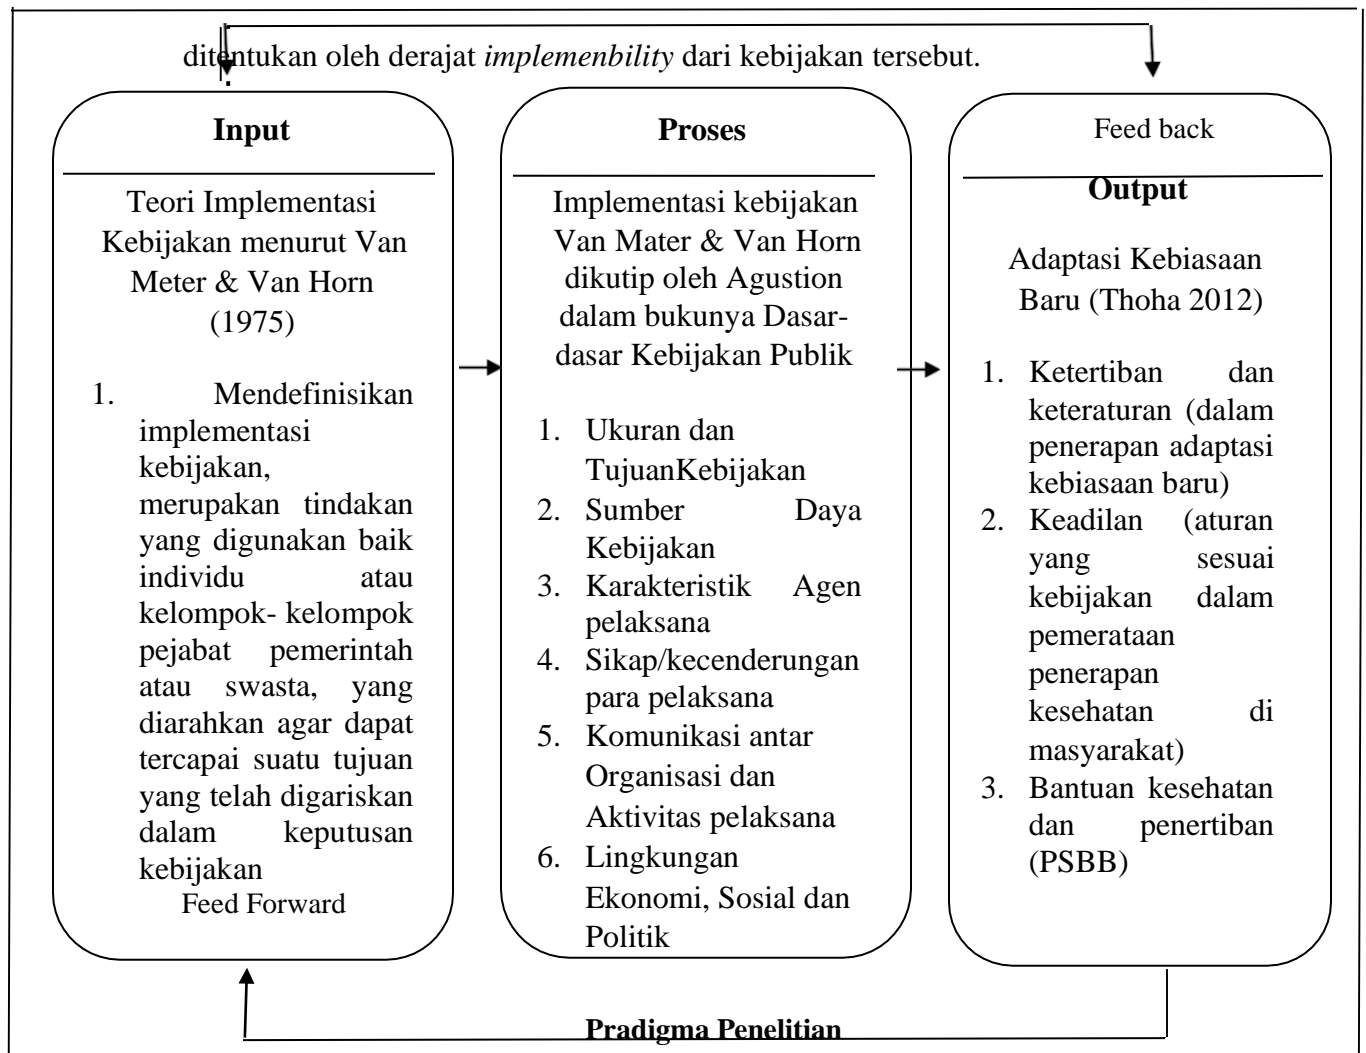 ditentukan oleh derajat implemenbility dari kebijakan tersebut.
Input
Teori Implementasi
Kebijakan menurut Van
Meter & Van Horn
(1975)
1. Mendefinisikan
implementasi
kebijakan,
merupakan tindakan
yang digunakan baik
individu atau
kelompok- kelompok
pejabat pemerintah
atau swasta, yang
diarahkan agar dapat
tercapai suatu tujuan
yang telah digariskan
dalam keputusan
kebijakan
Feed Forward
Proses
Implementasi kebijakan
Van Mater & Van Horn
dikutip oleh Agustion
dalam bukunya Dasar-
dasar Kebijakan Publik
1. Ukuran dan
TujuanKebijakan
2. Sumber Daya
Kebijakan
3. Karakteristik Agen
pelaksana
4. Sikap/kecenderungan
para pelaksana
5. Komunikasi antar
Organisasi dan
Aktivitas pelaksana
6. Lingkungan
Ekonomi, Sosial dan
Politik
Feed back
Output
Adaptasi Kebiasaan
Baru (Thoha 2012)
1. Ketertiban dan
keteraturan (dalam
penerapan adaptasi
kebiasaan baru)
2. Keadilan (aturan
yang sesuai
kebijakan dalam
pemerataan
penerapan
kesehatan di
masyarakat)
3. Bantuan kesehatan
dan penertiban
(PSBB)
Pradigma Penelitian